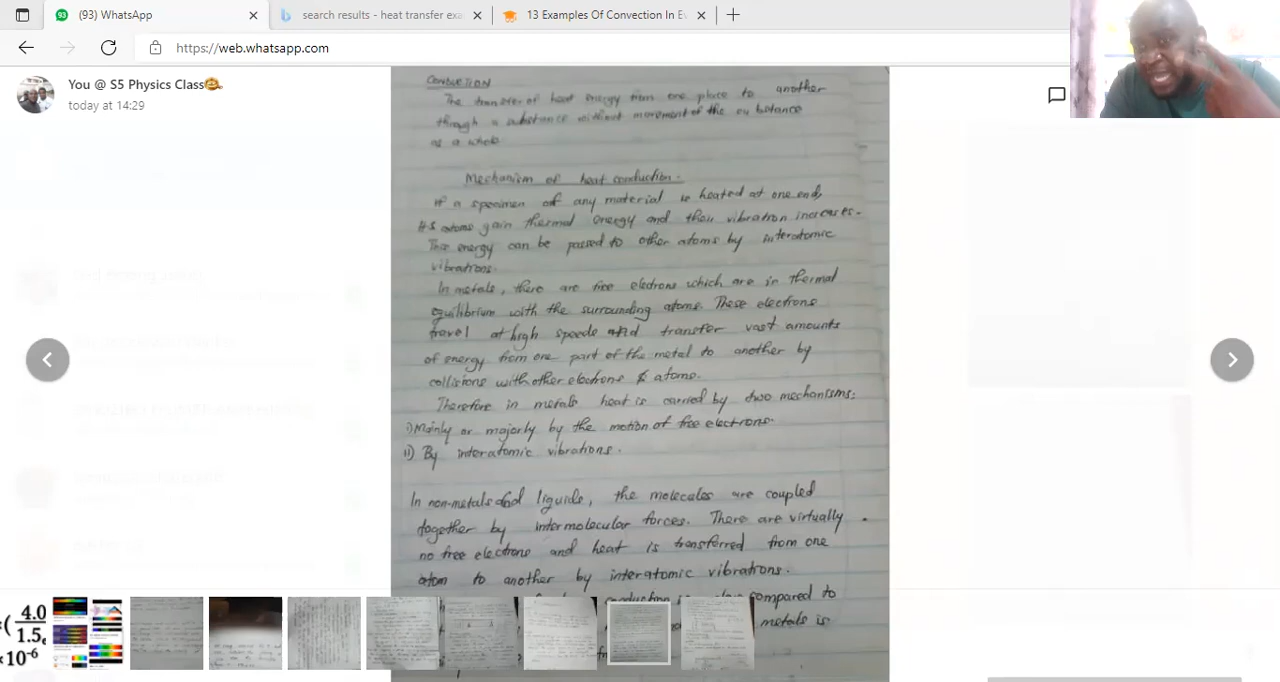 (93) WhatsApp
search results - heat transfer exa
13 Examples Of Convection In Ev
https://web.whatsapp.com
You @ S5 Physics Class
today at 14:29
CONDUCTION
The transfer of heat energy from one place to another
through a substance without movement of the substance
as a whole
Mechanism of heat conduction.
If a specimen of any material is heated at one end,
its atoms gain thermal energy and their vibration increases.
This energy can be passed to other atoms by interatomic
vibrations.
In metals, there are free electrons which are in thermal
equilibrium with the surrounding atoms. These electrons
travel at high speeds and transfer vast amounts
of energy from one part of the metal to another by
collisions with other electrons & atoms.
Therefore in metals heat is carried by two mechanisms:
i) Mainly or majorly by the motion of free electrons.
ii) By interatomic vibrations.
In non-metals and liquids, the molecules are coupled
together by intermolecular forces. There are virtually
no free electrons and heat is transferred from one
atom to another by interatomic vibrations.
compared to
metals is
4.0
1.5
×10⁻⁶